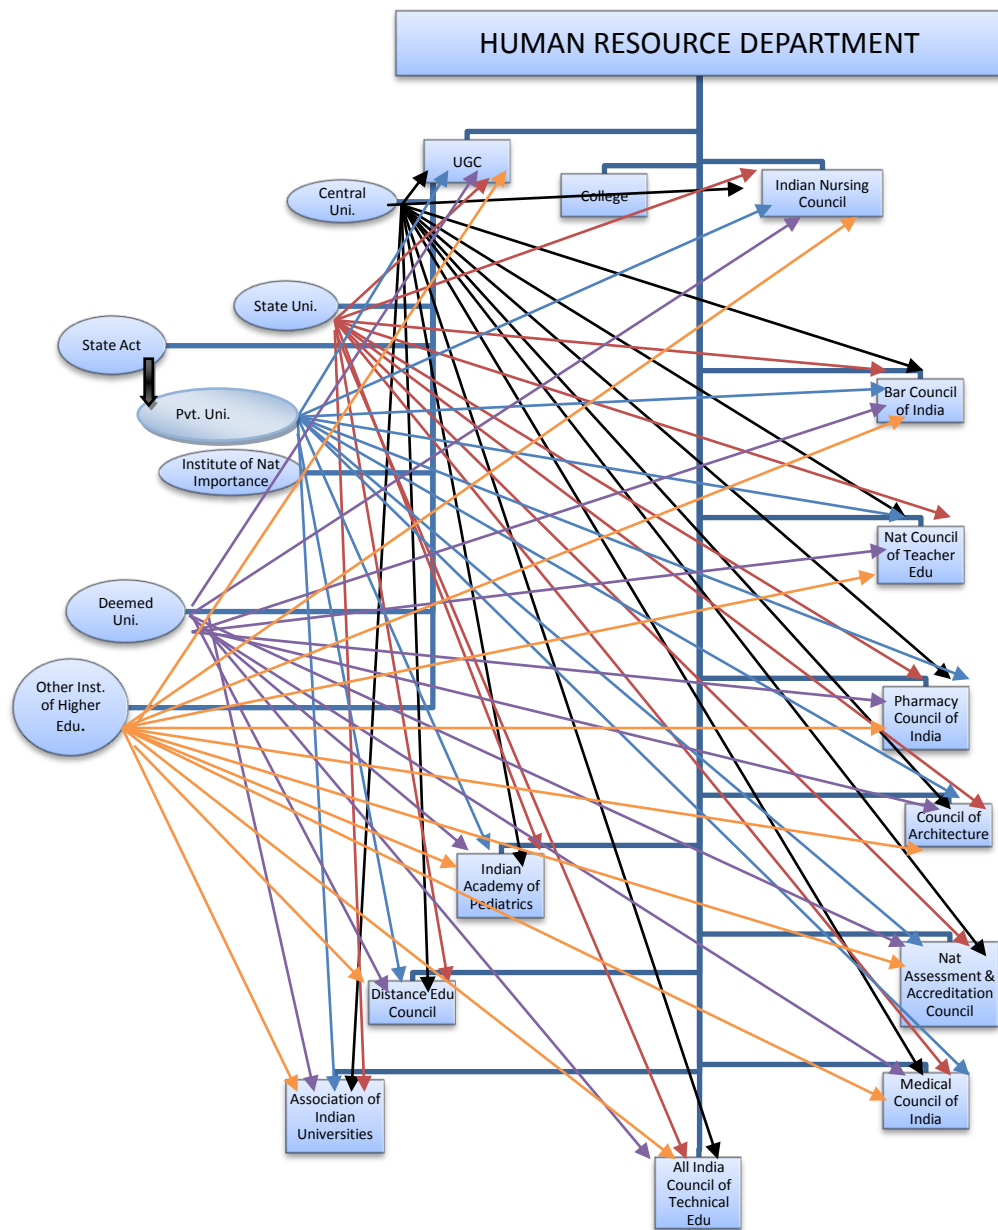 HUMAN RESOURCE DEPARTMENT
UGC
College
Indian Nursing
Council
Central
Uni.
State Uni.
State Act
Pvt. Uni.
Institute of Nat
Importance
Bar Council
of India
Nat Council
of Teacher
Edu
Deemed
Uni.
Other Inst.
of Higher
Edu.
Pharmacy
Council of
India
Council of
Architecture
Indian
Academy of
Pediatrics
Nat
Assessment &
Accreditation
Council
Distance Edu
Council
Association of
Indian
Universities
Medical
Council of
India
All India
Council of
Technical
Edu